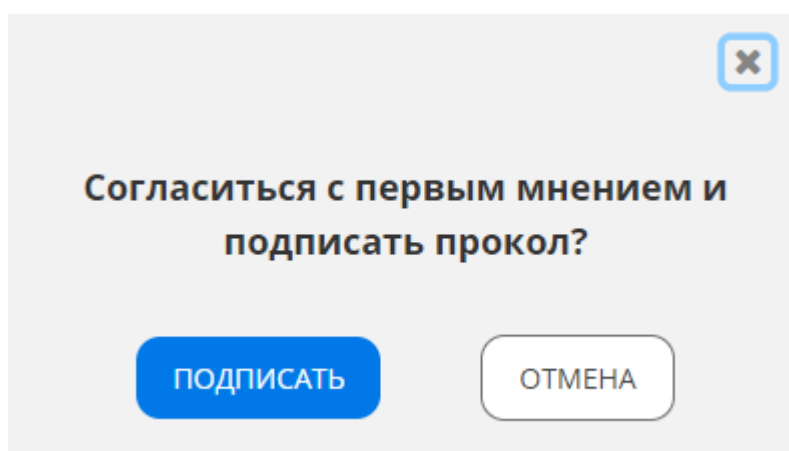 Согласиться с первым мнением и
подписать прокол?
ПОДПИСАТЬ
ОТМЕНА